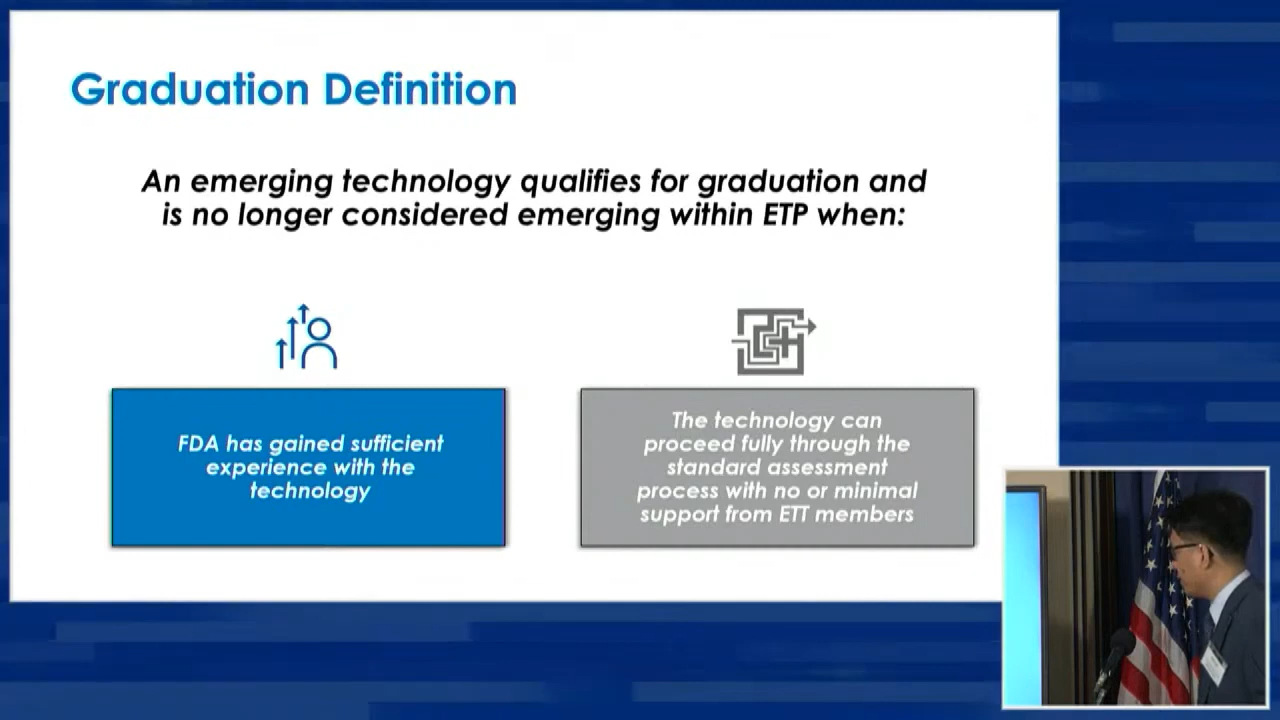 Graduation Definition
An emerging technology qualifies for graduation and
is no longer considered emerging within ETP when:
FDA has gained sufficient
experience with the
technology
The technology can
proceed fully through the
standard assessment
process with no or minimal
support from ETT members